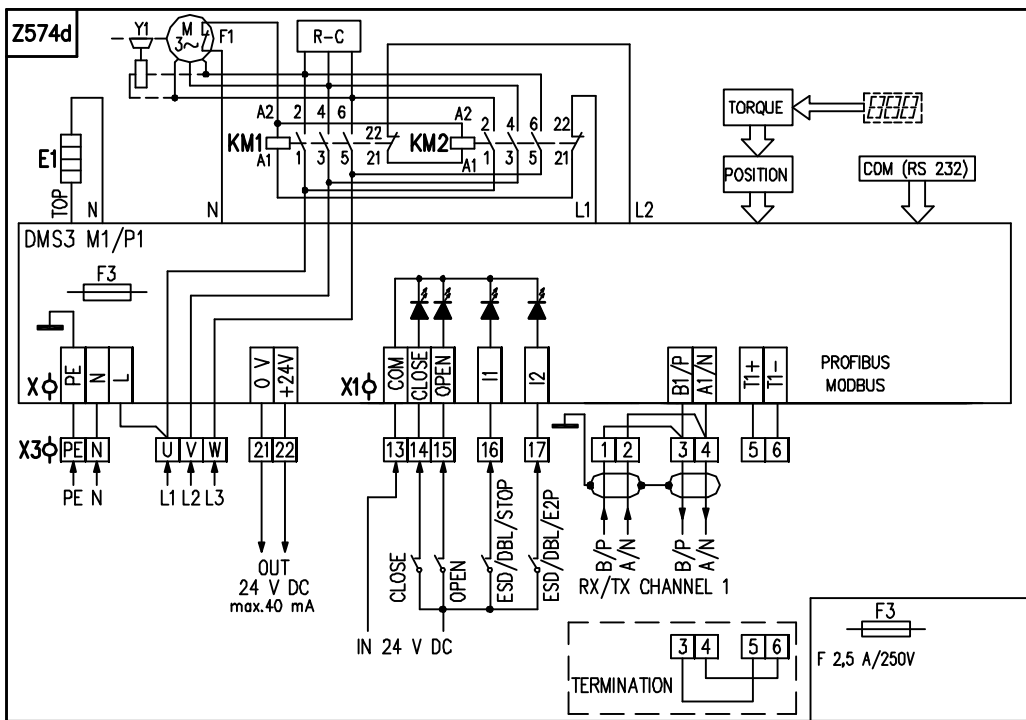 Z574d
Y1
M
3~
F1
R-C
A2
2 4 6
22
KM1
A1
1 3 5
21
A2
2 4 6
22
KM2
A1
1 3 5
21
E1
TOP
N
N
L1
L2
TORQUE
888
POSITION
COM (RS 232)
DMS3 M1/P1
F3
X
PE
N
L
0 V
+24V
X1
COM
CLOSE
OPEN
I1
I2
B1/P
A1/N
T1+
T1-
PROFIBUS
MODBUS
X3
PE N U V W 21 22 13 14 15 16 17 1 2 3 4 5 6
PE N L1 L2 L3
OUT
24 V DC
max.40 mA
CLOSE
OPEN
ESD/DBL/STOP
ESD/DBL/E2P
IN 24 V DC
B/P
A/N
B/P
A/N
RX/TX CHANNEL 1
TERMINATION
3 4 5 6
F3
F 2,5 A/250V